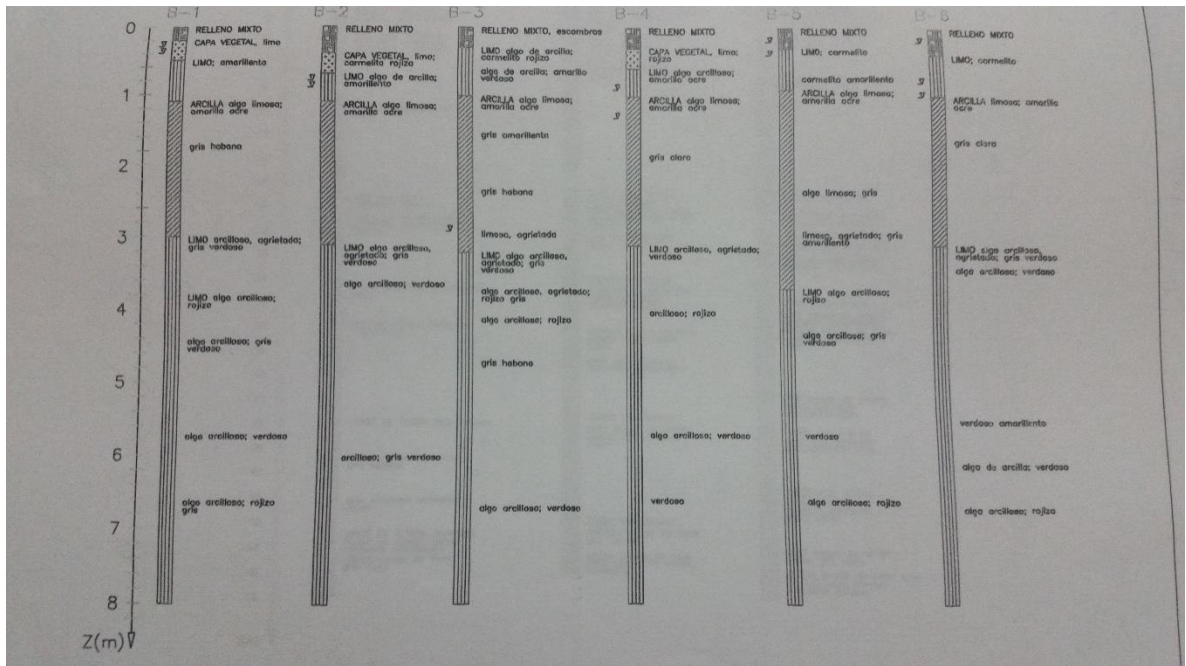 B-1
B-2
B-3
B-4
B-5
B-6
0
1
2
3
4
5
6
7
8
Z(m)
RELLENO MIXTO
CAPA VEGETAL, limo
LIMO; amarillento
ARCILLA algo limosa;
amarillo ocre
gris habano
LIMO arcilloso, agrietado;
gris verdoso
LIMO algo arcilloso;
rojizo
algo arcilloso; gris
verdoso
algo arcilloso; verdoso
algo arcilloso; rojizo
gris
RELLENO MIXTO
CAPA VEGETAL, limo;
carmelito rojizo
LIMO algo de arcilla;
amarillento
ARCILLA algo limosa;
amarillo ocre
LIMO algo arcilloso,
agrietado; gris
verdoso
algo arcilloso; verdoso
arcilloso; gris verdoso
RELLENO MIXTO, escombros
LIMO algo de arcilla;
carmelito rojizo
algo de arcilla; amarillo
verdoso
ARCILLA algo limosa;
amarillo ocre
gris amarillento
gris habano
limosa, agrietada
LIMO algo arcilloso,
agrietado; gris
verdoso
algo arcilloso, agrietado;
rojizo gris
algo arcilloso; rojizo
gris habano
algo arcilloso; verdoso
RELLENO MIXTO
CAPA VEGETAL, limo;
rojizo
LIMO algo arcilloso;
amarillo ocre
ARCILLA algo limosa;
amarillo ocre
gris claro
LIMO arcilloso, agrietado;
verdoso
arcilloso; rojizo
algo arcilloso; verdoso
verdoso
RELLENO MIXTO
LIMO; carmelito
carmelito amarillento
ARCILLA algo limosa;
amarillo ocre
algo limosa; gris
limosa, agrietada; gris
amarillento
LIMO algo arcilloso;
rojizo
algo arcilloso; gris
verdoso
verdoso
algo arcilloso; rojizo
RELLENO MIXTO
LIMO; carmelito
ARCILLA limosa; amarillo
ocre
gris claro
LIMO algo arcilloso,
agrietado; gris verdoso
algo arcilloso; verdoso
verdoso amarillento
algo de arcilla; verdoso
algo arcilloso; rojizo